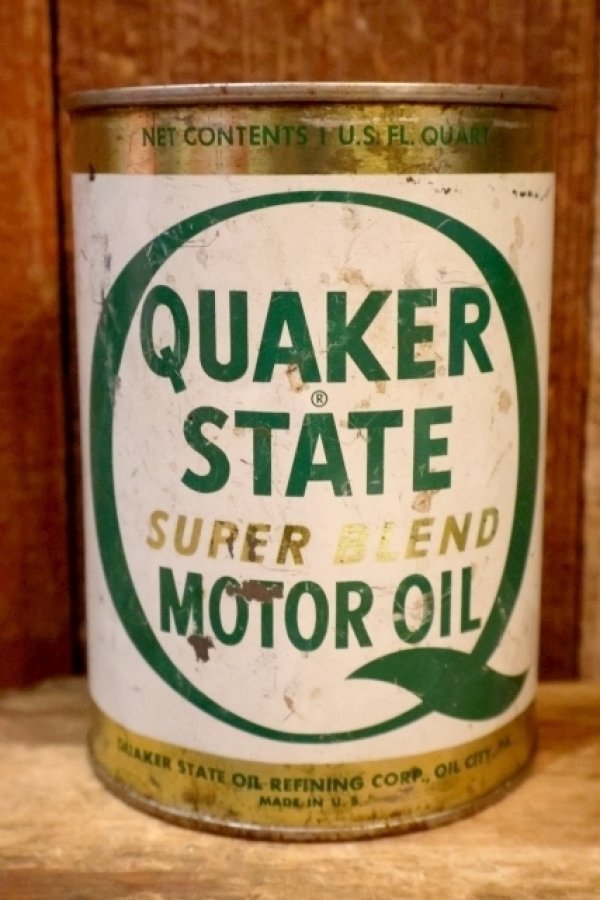 NET CONTENTS 1 U.S. FL. QUART
QUAKER
STATE
®
SUPER BLEND
MOTOR OIL
QUAKER STATE OIL REFINING CORP., OIL CITY, PA.
MADE IN U.S.